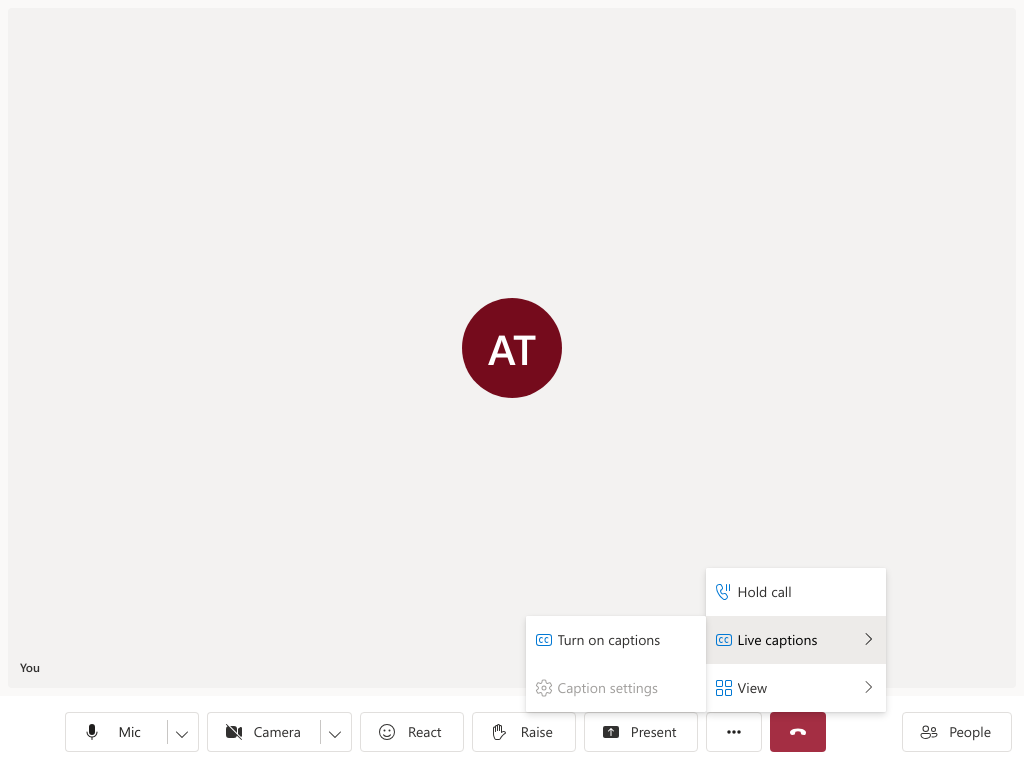 AT
You
Hold call
Turn on captions
Live captions
Caption settings
View
Mic
Camera
React
Raise
Present
People